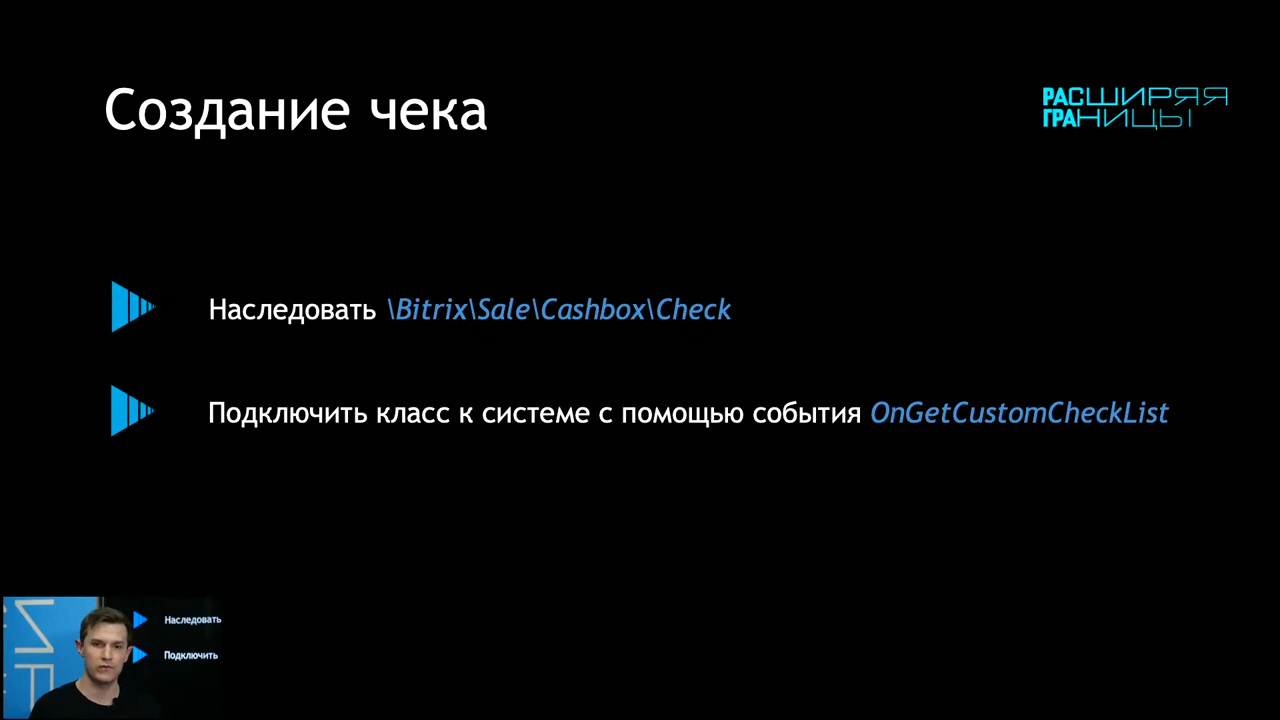 Создание чека
РАСШИРЯЯ
ГРАНИЦЫ
Наследовать \Bitrix\Sale\Cashbox\Check
Подключить класс к системе с помощью события OnGetCustomCheckList
Наследовать
Подключить